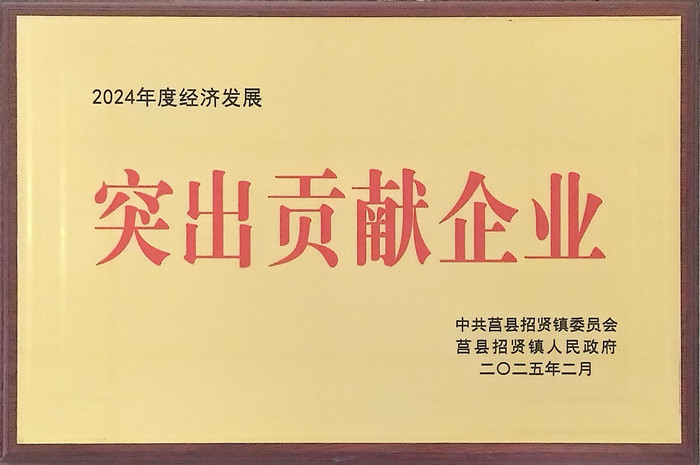 2024年度经济发展
突出贡献企业
中共莒县招贤镇委员会
莒县招贤镇人民政府
二〇二五年二月